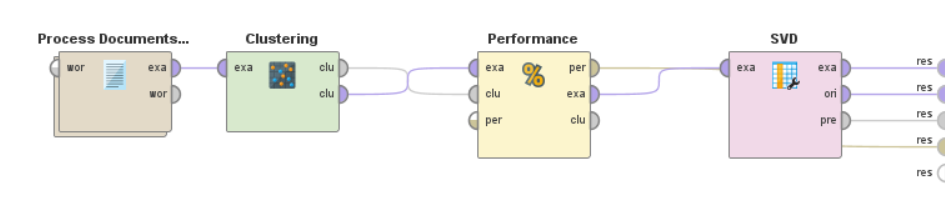 Process Documents...
Clustering
Performance
SVD
wor exa
wor
exa clu
clu
exa per
clu exa
per clu
exa exa
ori
pre
res
res
res
res
res